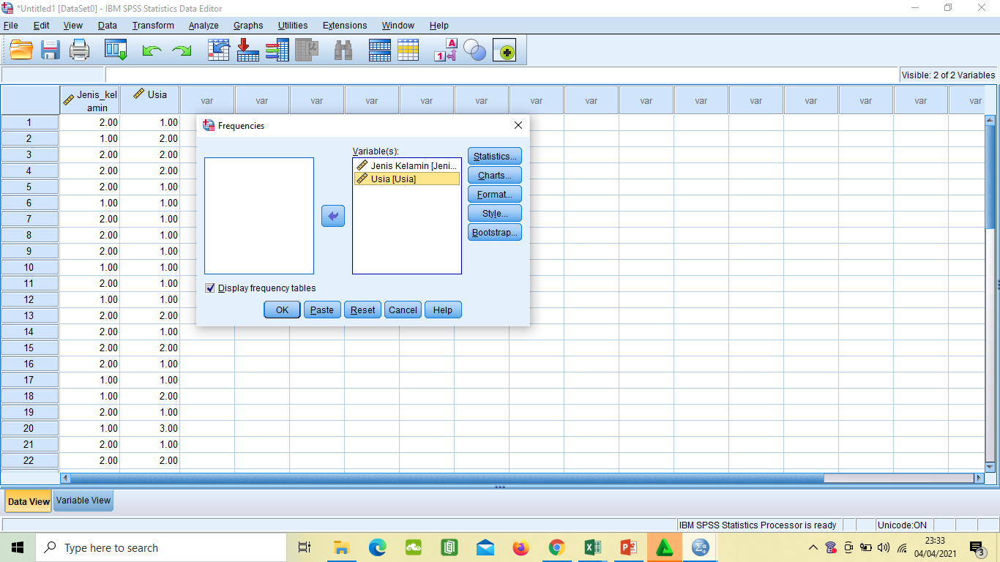 *Untitled1 [DataSet0] - IBM SPSS Statistics Data Editor
File Edit View Data Transform Analyze Graphs Utilities Extensions Window Help
Visible: 2 of 2 Variables
Jenis_kel
amin
Usia var var var var var var var var var var var var var var var
1 2.00 1.00
2 1.00 2.00
3 2.00 2.00
4 2.00 2.00
5 2.00 1.00
6 1.00 1.00
7 2.00 1.00
8 2.00 1.00
9 2.00 1.00
10 1.00 1.00
11 2.00 1.00
12 1.00 1.00
13 2.00 2.00
14 2.00 1.00
15 2.00 2.00
16 2.00 1.00
17 1.00 1.00
18 1.00 2.00
19 2.00 1.00
20 1.00 3.00
21 2.00 1.00
22 2.00 2.00
Frequencies
Variable(s):
Jenis Kelamin [Jeni...
Usia [Usia]
Statistics...
Charts...
Format...
Style...
Bootstrap...
Display frequency tables
OK Paste Reset Cancel Help
Data View Variable View
IBM SPSS Statistics Processor is ready Unicode:ON
Type here to search
23:33
04/04/2021
3